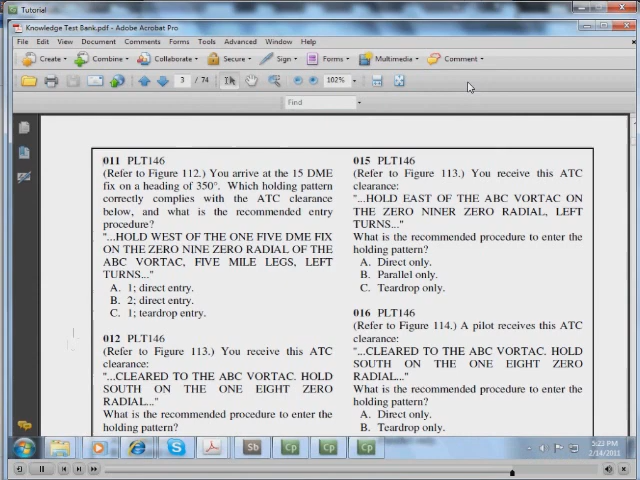 Tutorial
Knowledge Test Bank.pdf - Adobe Acrobat Pro
File Edit View Document Comments Forms Tools Advanced Window Help
Create Combine Collaborate Secure Sign Forms Multimedia Comment
3 / 74 102%
Find
011 PLT146
(Refer to Figure 112.) You arrive at the 15 DME
fix on a heading of 350°. Which holding pattern
correctly complies with the ATC clearance
below, and what is the recommended entry
procedure?
"...HOLD WEST OF THE ONE FIVE DME FIX
ON THE ZERO NINE ZERO RADIAL OF THE
ABC VORTAC, FIVE MILE LEGS, LEFT
TURNS..."
A. 1; direct entry.
B. 2; direct entry.
C. 1; teardrop entry.
012 PLT146
(Refer to Figure 113.) You receive this ATC
clearance:
"...CLEARED TO THE ABC VORTAC. HOLD
SOUTH ON THE ONE EIGHT ZERO
RADIAL..."
What is the recommended procedure to enter the
holding pattern?
015 PLT146
(Refer to Figure 113.) You receive this ATC
clearance:
"...HOLD EAST OF THE ABC VORTAC ON
THE ZERO NINER ZERO RADIAL, LEFT
TURNS..."
What is the recommended procedure to enter the
holding pattern?
A. Direct only.
B. Parallel only.
C. Teardrop only.
016 PLT146
(Refer to Figure 114.) A pilot receives this ATC
clearance:
"...CLEARED TO THE ABC VORTAC. HOLD
SOUTH ON THE ONE EIGHT ZERO
RADIAL..."
What is the recommended procedure to enter the
holding pattern?
A. Direct only.
B. Teardrop only.
Sb Cp Cp Cp
5:23 PM
2/14/2011